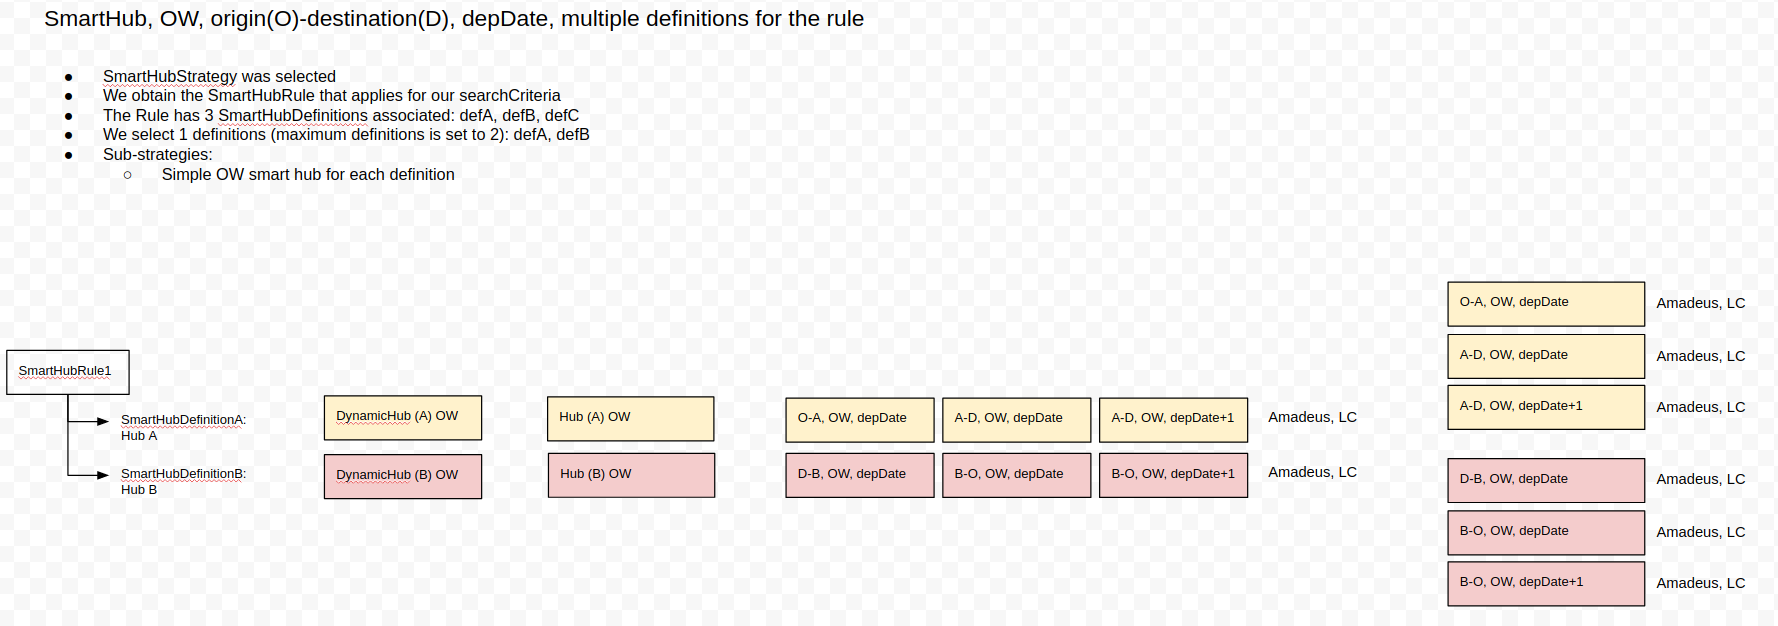 SmartHub, OW, origin(O)-destination(D), depDate, multiple definitions for the rule
● SmartHubStrategy was selected
● We obtain the SmartHubRule that applies for our searchCriteria
● The Rule has 3 SmartHubDefinitions associated: defA, defB, defC
● We select 1 definitions (maximum definitions is set to 2): defA, defB
● Sub-strategies:
○ Simple OW smart hub for each definition
SmartHubRule1
SmartHubDefinitionA:
Hub A
SmartHubDefinitionB:
Hub B
DynamicHub (A) OW
DynamicHub (B) OW
Hub (A) OW
Hub (B) OW
O-A, OW, depDate
A-D, OW, depDate
A-D, OW, depDate+1
Amadeus, LC
D-B, OW, depDate
B-O, OW, depDate
B-O, OW, depDate+1
Amadeus, LC
O-A, OW, depDate
Amadeus, LC
A-D, OW, depDate
Amadeus, LC
A-D, OW, depDate+1
Amadeus, LC
D-B, OW, depDate
Amadeus, LC
B-O, OW, depDate
Amadeus, LC
B-O, OW, depDate+1
Amadeus, LC